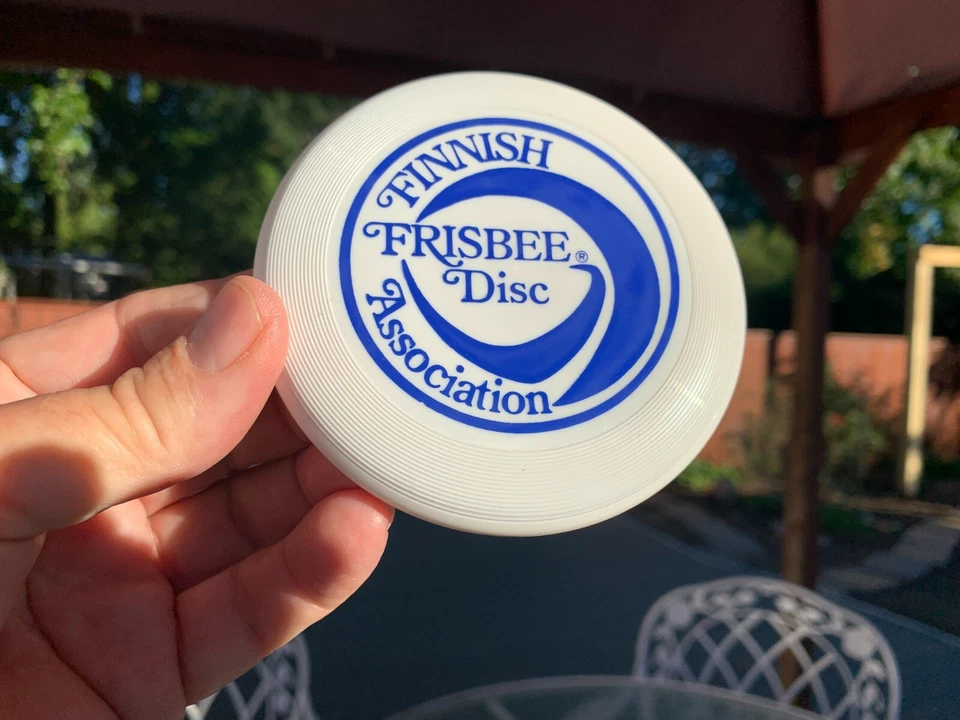 FINNISH
FRISBEE®
Disc
Association